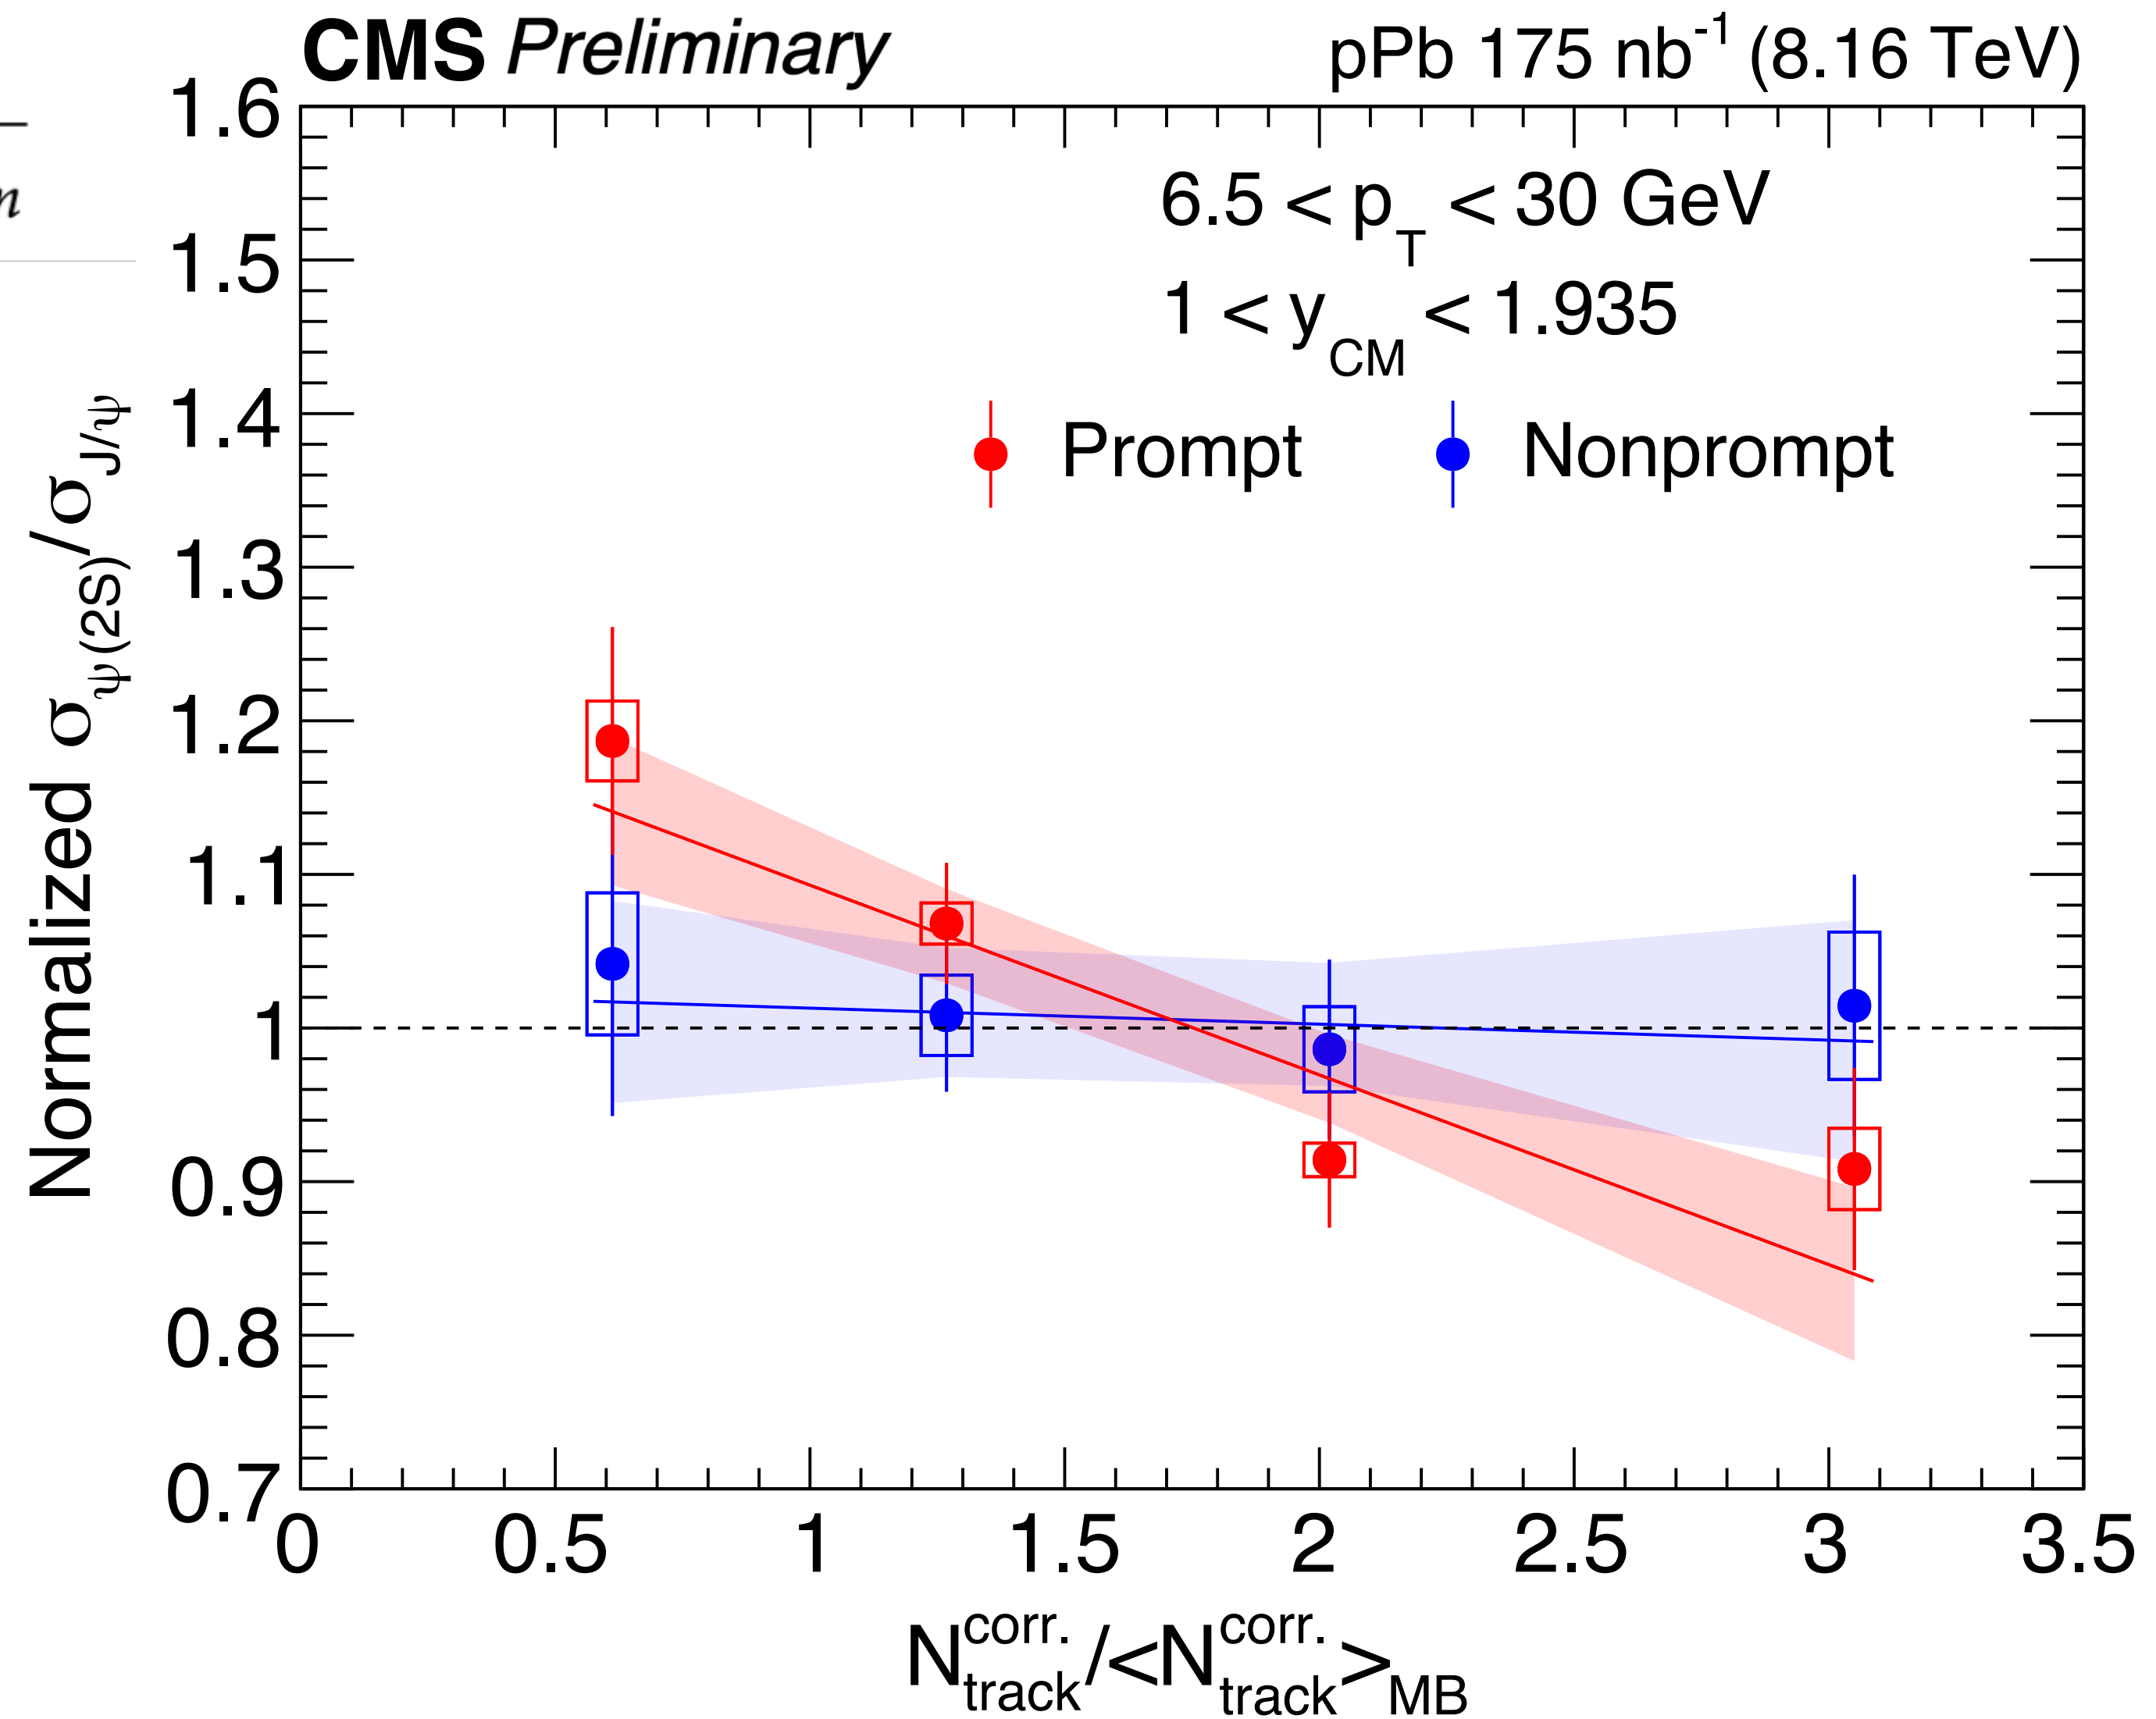 CMS Preliminary
pPb 175 nb⁻¹ (8.16 TeV)
n
6.5 < p_T < 30 GeV
1 < y_CM < 1.935
Prompt
Nonprompt
Normalized σ_ψ(2S)/σ_J/ψ
1.6
1.5
1.4
1.3
1.2
1.1
1
0.9
0.8
0.7
0 0.5 1 1.5 2 2.5 3 3.5
N_track^corr./<N_track^corr.>_MB